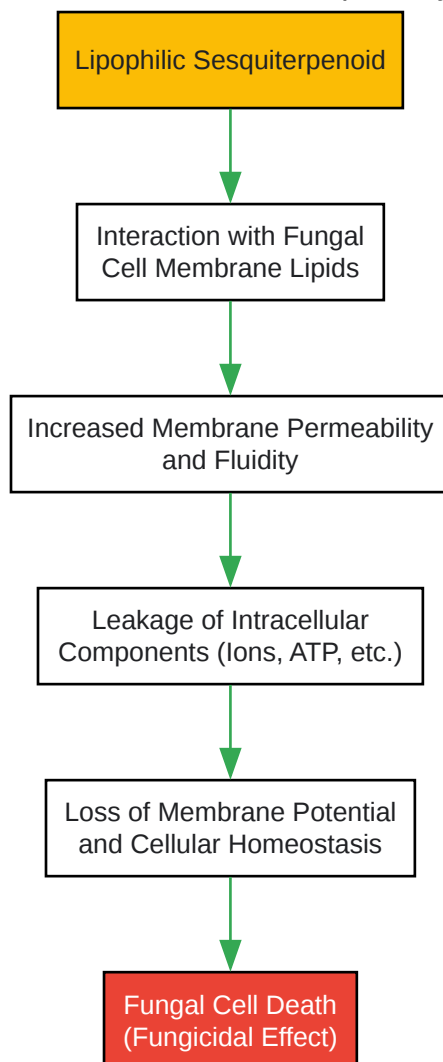 Lipophilic Sesquiterpenoid
Interaction with Fungal
Cell Membrane Lipids
Increased Membrane Permeability
and Fluidity
Leakage of Intracellular
Components (Ions, ATP, etc.)
Loss of Membrane Potential
and Cellular Homeostasis
Fungal Cell Death
(Fungicidal Effect)